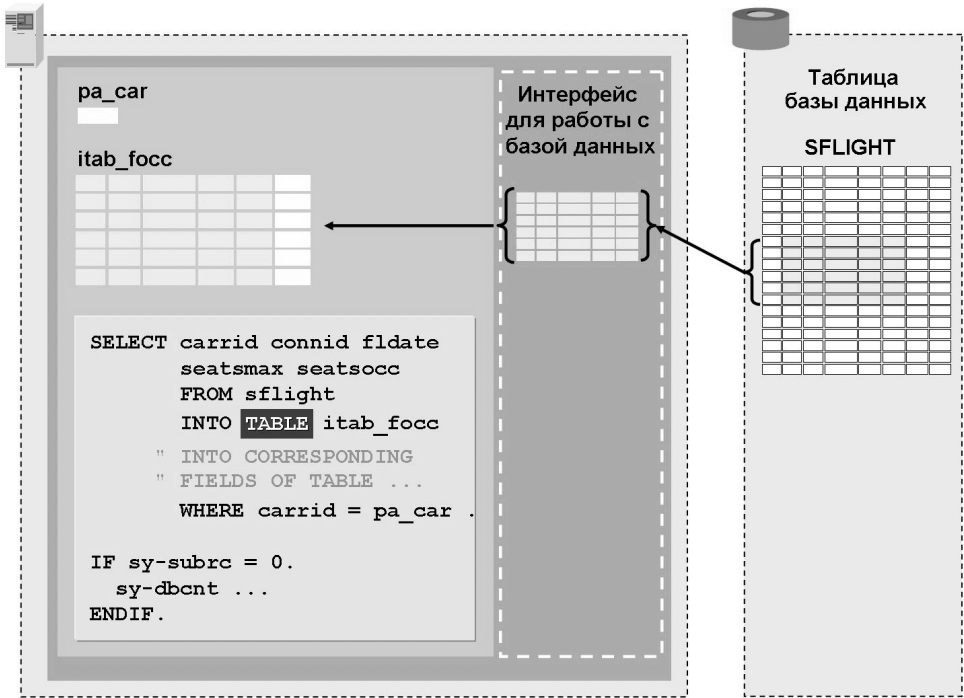 pa_car
itab_focc
Интерфейс
для работы с
базой данных
Таблица
базы данных
SFLIGHT
SELECT carrid connid fldate
seatsmax seatsocc
FROM sflight
INTO TABLE itab_focc
" INTO CORRESPONDING
" FIELDS OF TABLE ...
WHERE carrid = pa_car .
IF sy-subrc = 0.
sy-dbcnt ...
ENDIF.